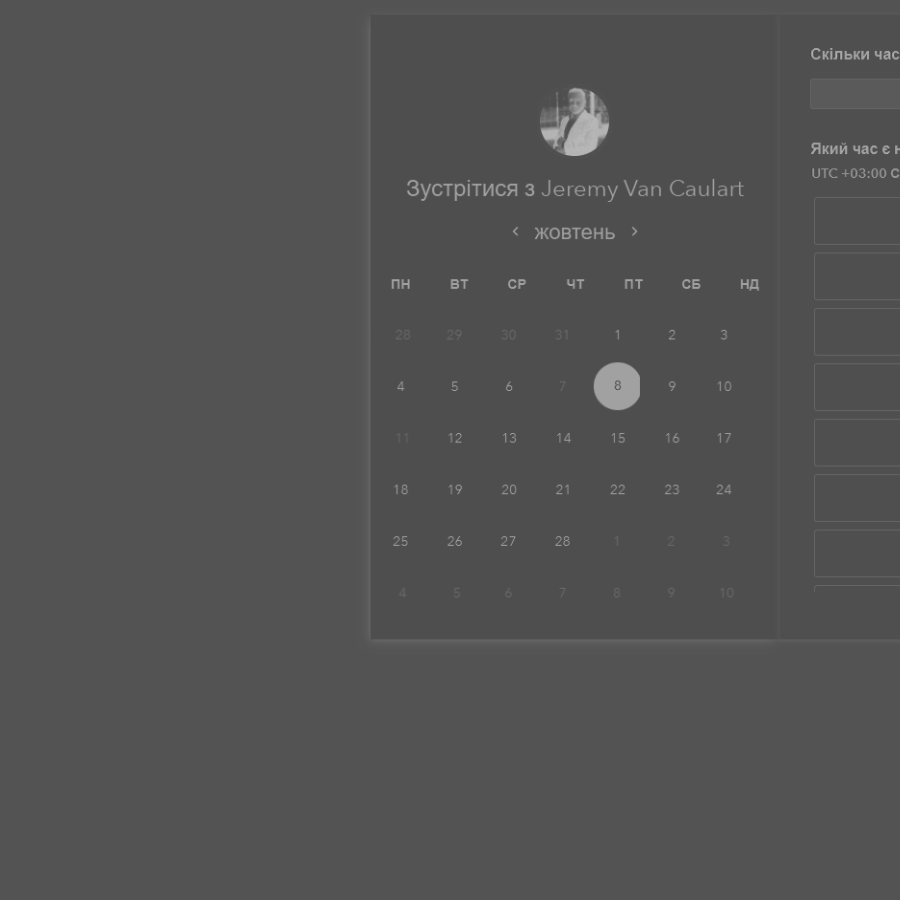 Зустрітися з Jeremy Van Caulart
жовтень
ПН ВТ СР ЧТ ПТ СБ НД
28 29 30 31 1 2 3
4 5 6 7 8 9 10
11 12 13 14 15 16 17
18 19 20 21 22 23 24
25 26 27 28 1 2 3
4 5 6 7 8 9 10
Скільки час
Який час є н
UTC +03:00 С